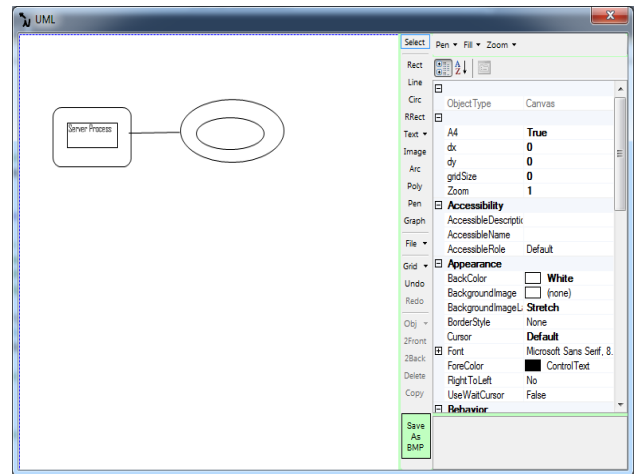 UML
Server Process
Select
Rect
Line
Circ
RRect
Text
Image
Arc
Poly
Pen
Graph
File
Grid
Undo
Redo
Obj
2Front
2Back
Delete
Copy
Save
As
BMP
Pen Fill Zoom
ObjectType Canvas
A4 True
dx 0
dy 0
gridSize 0
Zoom 1
Accessibility
AccessibleDescriptic
AccessibleName
AccessibleRole Default
Appearance
BackColor White
BackgroundImage (none)
BackgroundImageL Stretch
BorderStyle None
Cursor Default
Font Microsoft Sans Serif, 8.
ForeColor ControlText
RightToLeft No
UseWaitCursor False
Behavior